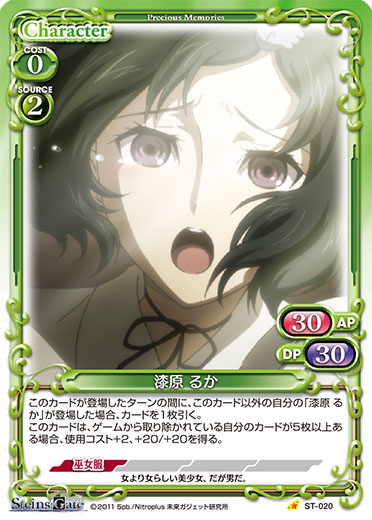 Precious Memories
Character
COST
0
SOURCE
2
30 AP
DP 30
漆原 るか
このカードが登場したターンの間に、このカード以外の自分の「漆原 る
か」が登場した場合、カードを1枚引く。
このカードは、ゲームから取り除かれている自分のカードが5枚以上あ
る場合、使用コスト+2、+20/+20を得る。
巫女服
女より女らしい美少女、だが男だ。
Steins;Gate ©2011 5pb./Nitroplus 未来ガジェット研究所 ST-020